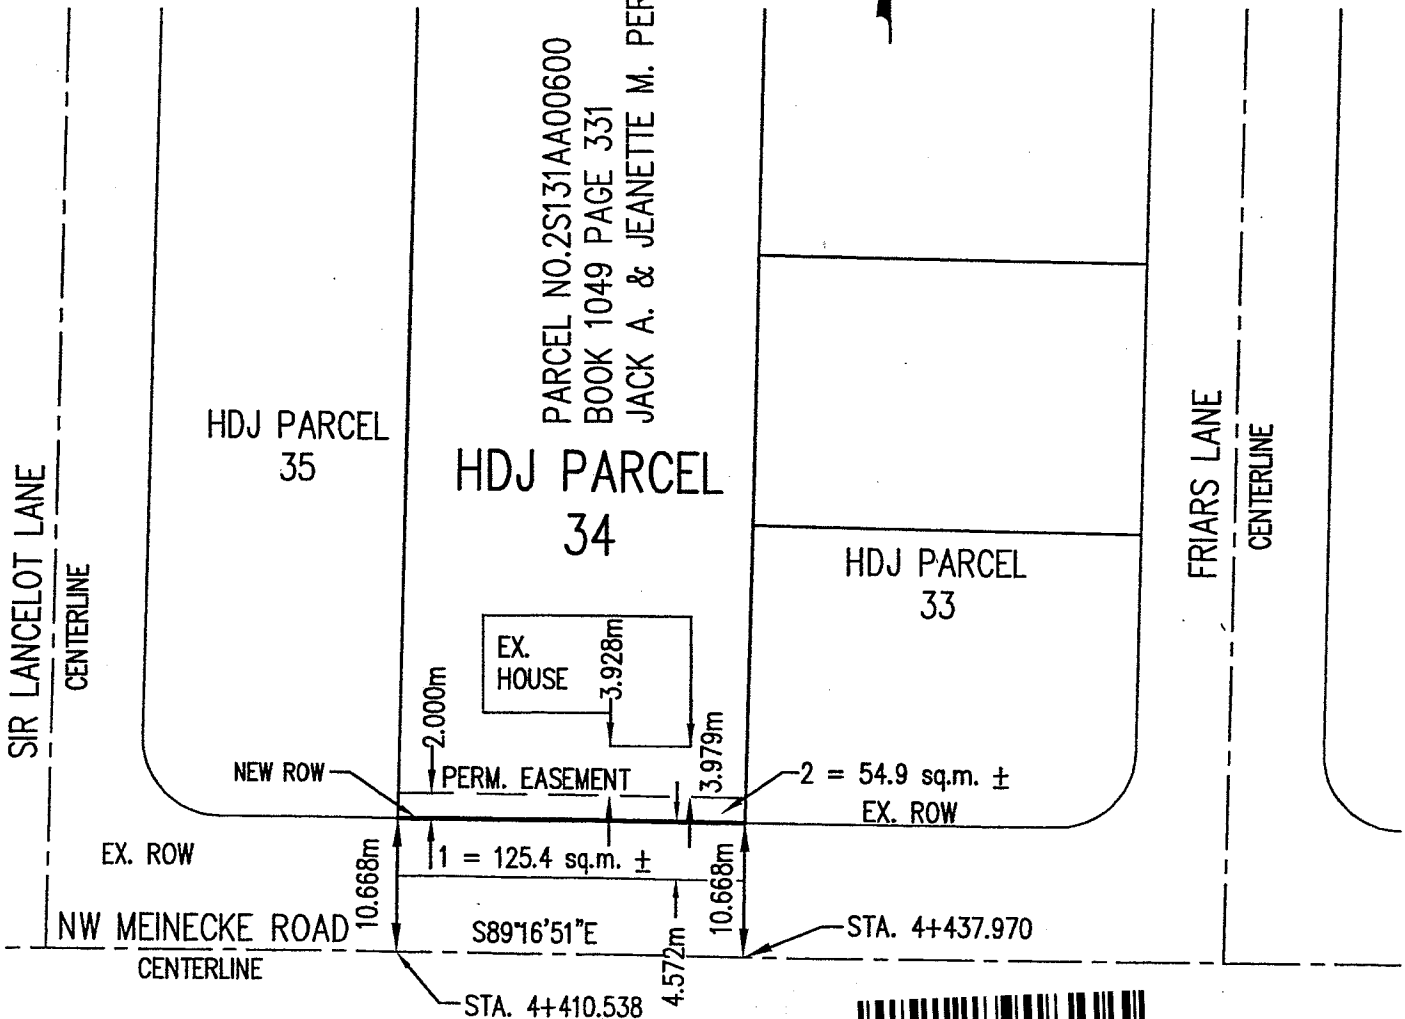 PARCEL NO.2S131AA00600
BOOK 1049 PAGE 331
JACK A. & JEANETTE M. PER
HDJ PARCEL
35
HDJ PARCEL
34
HDJ PARCEL
33
SIR LANCELOT LANE
CENTERLINE
FRIARS LANE
CENTERLINE
EX.
HOUSE
3.928m
2.000m
3.979m
NEW ROW
PERM. EASEMENT
2 = 54.9 sq.m. ±
EX. ROW
EX. ROW
1 = 125.4 sq.m. ±
10.668m
10.668m
NW MEINECKE ROAD
S89°16'51"E
STA. 4+437.970
CENTERLINE
4.572m
STA. 4+410.538